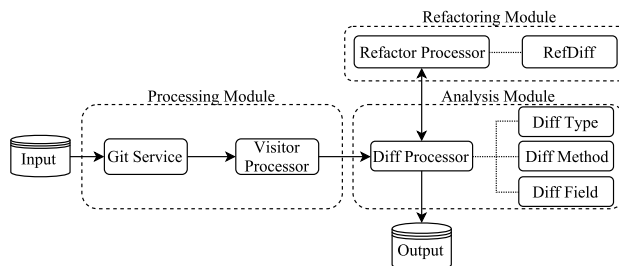 Refactoring Module
Refactor Processor
RefDiff
Processing Module
Analysis Module
Input
Git Service
Visitor
Processor
Diff Processor
Diff Type
Diff Method
Diff Field
Output